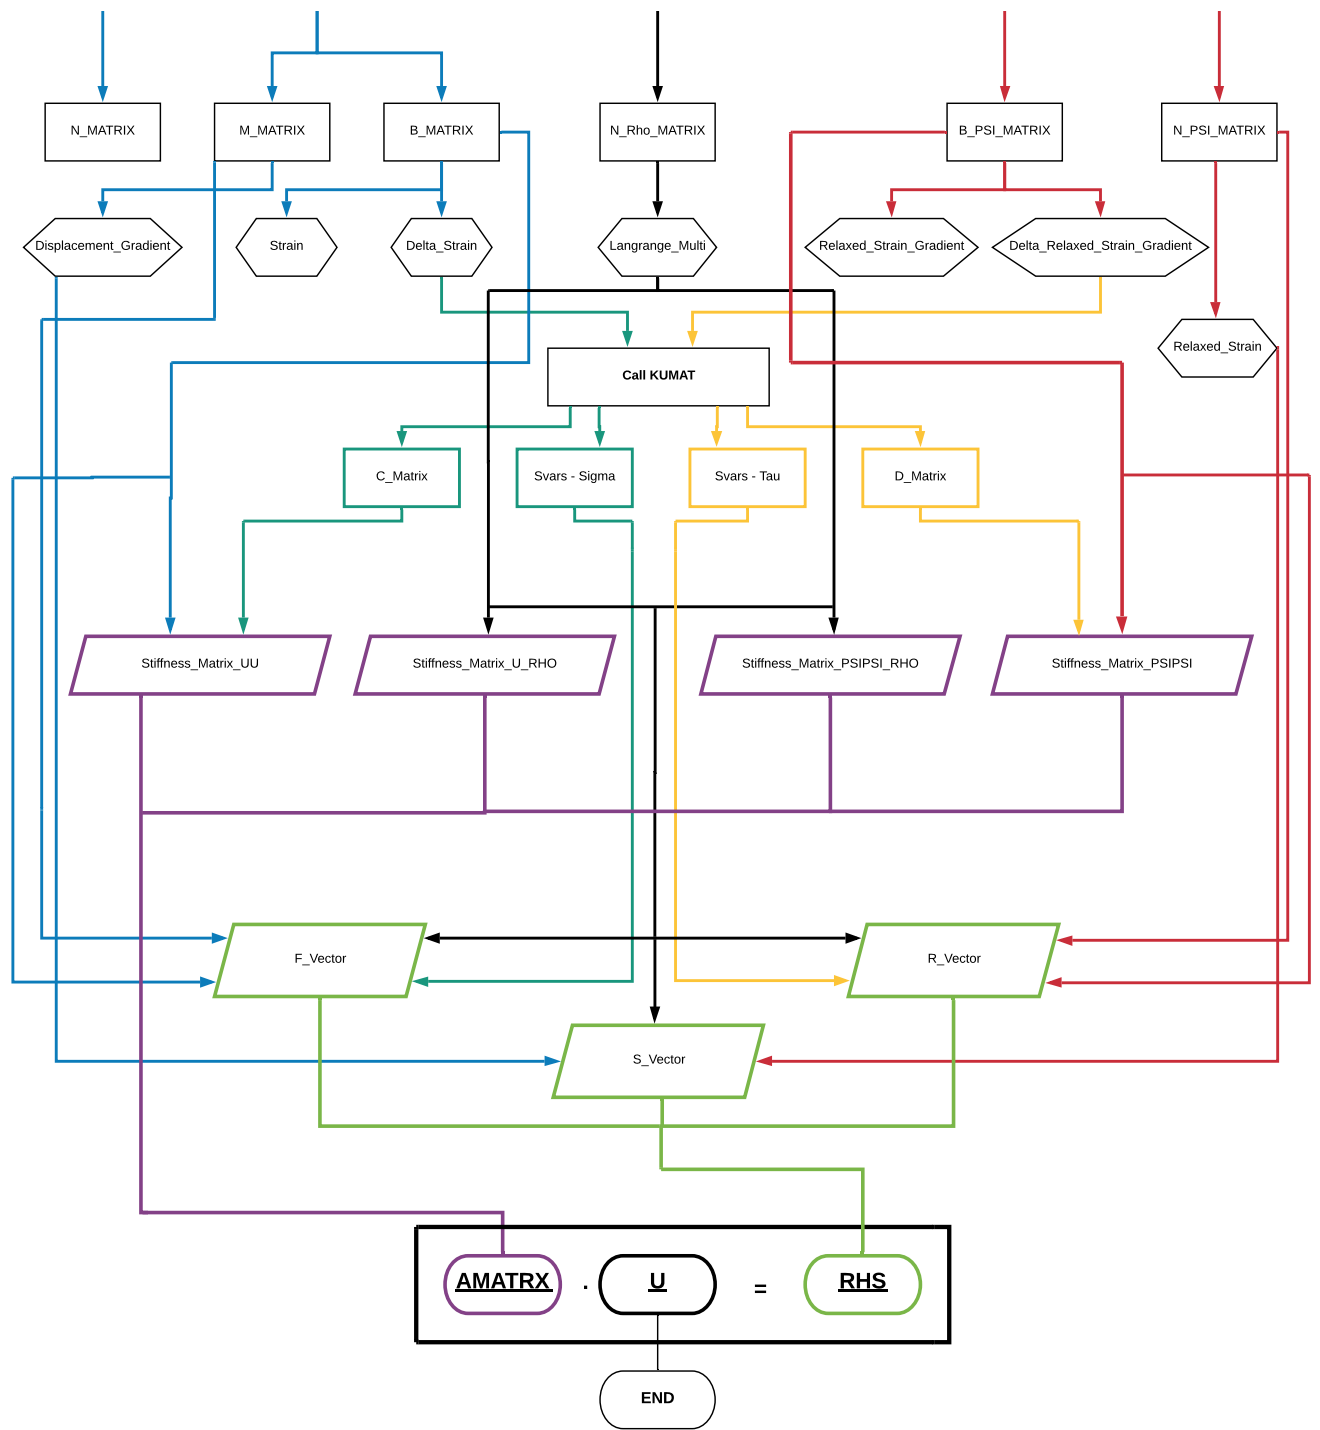 N_MATRIX
M_MATRIX
B_MATRIX
N_Rho_MATRIX
B_PSI_MATRIX
N_PSI_MATRIX
Displacement_Gradient
Strain
Delta_Strain
Langrange_Multi
Relaxed_Strain_Gradient
Delta_Relaxed_Strain_Gradient
Relaxed_Strain
Call KUMAT
C_Matrix
Svars - Sigma
Svars - Tau
D_Matrix
Stiffness_Matrix_UU
Stiffness_Matrix_U_RHO
Stiffness_Matrix_PSIPSI_RHO
Stiffness_Matrix_PSIPSI
F_Vector
R_Vector
S_Vector
AMATRX . U = RHS
END